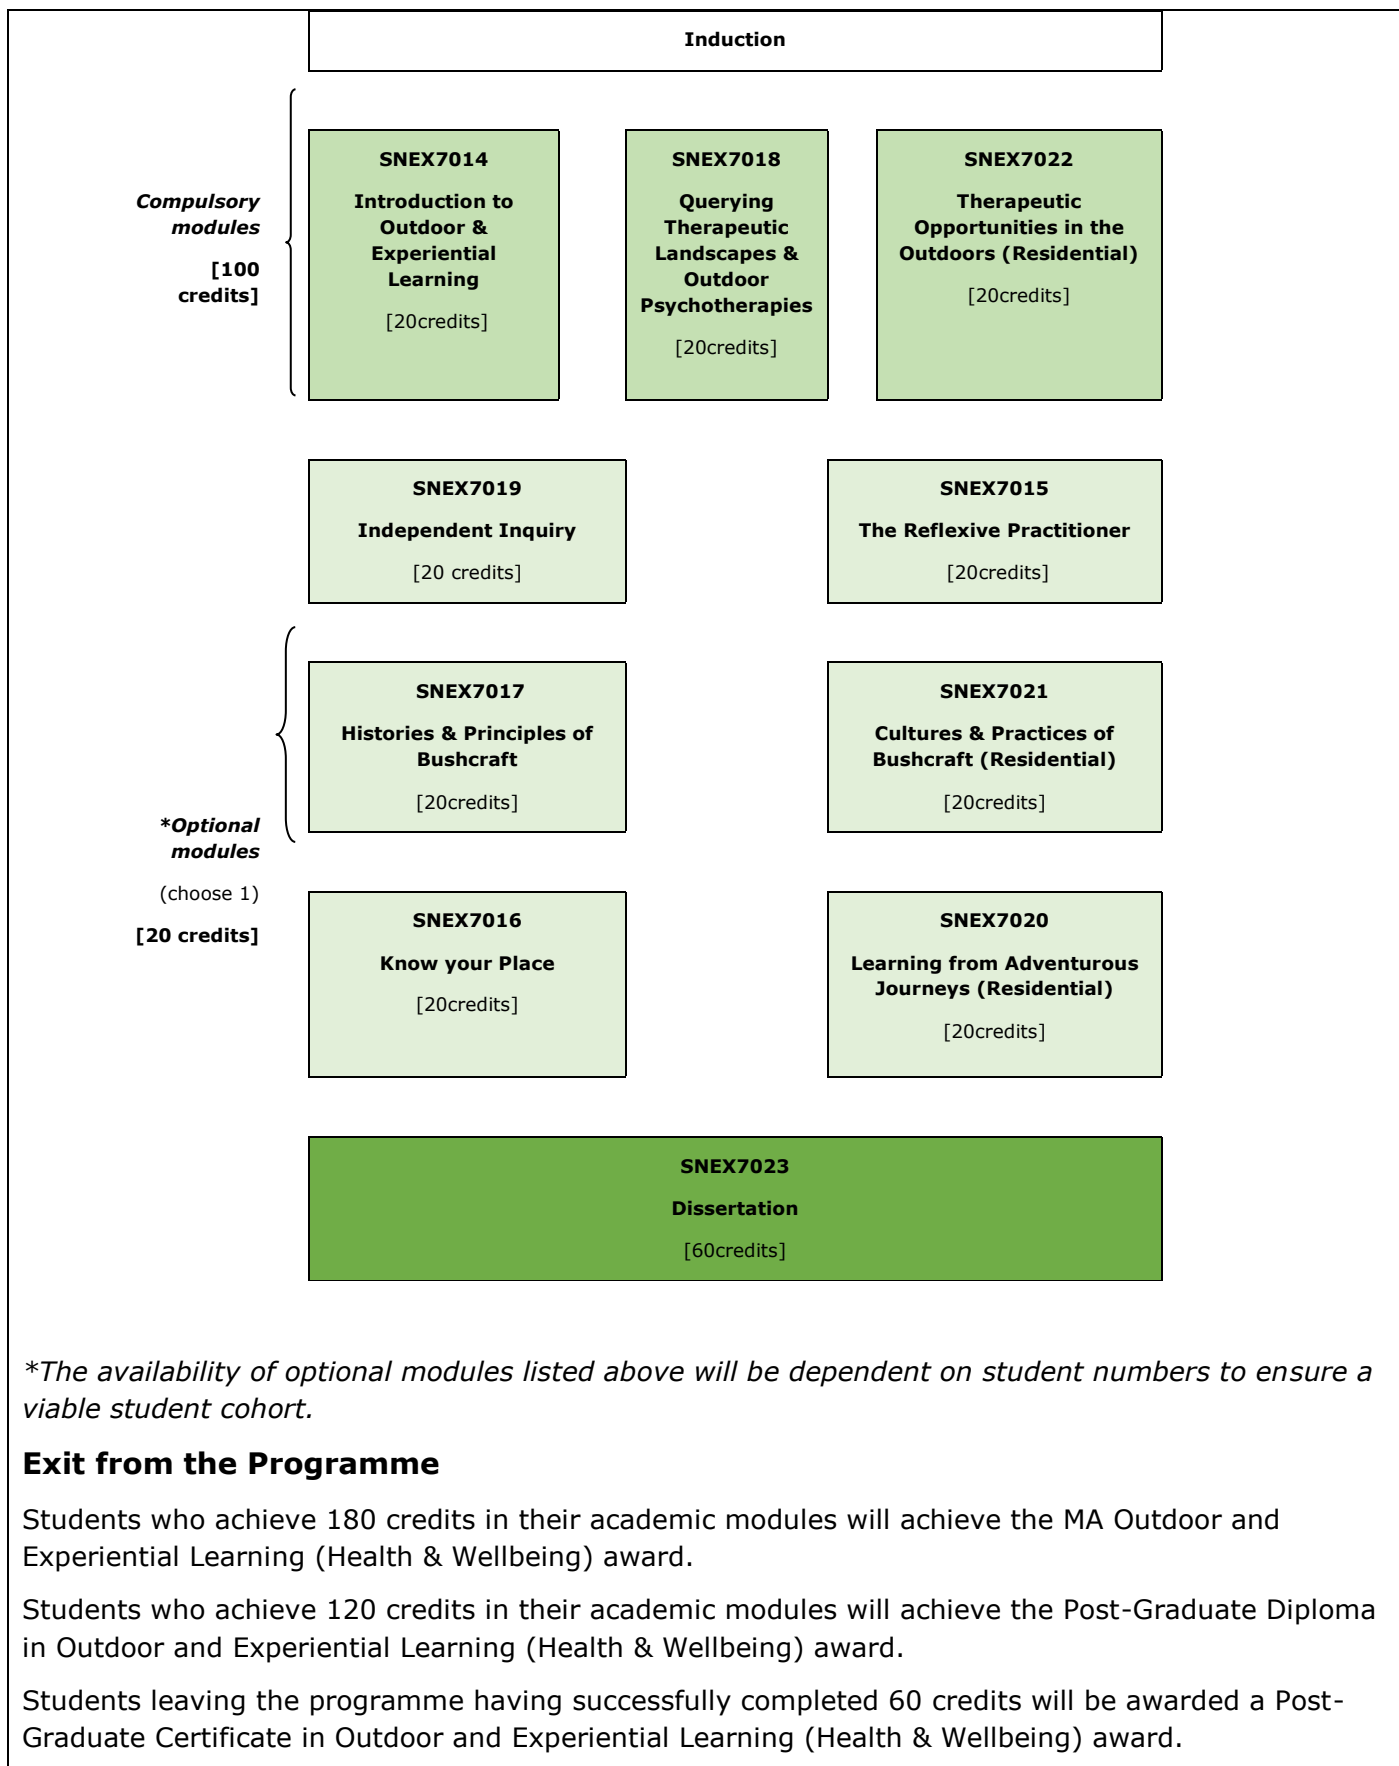 Induction
Compulsory
modules
[100
credits]
SNEX7014
Introduction to
Outdoor &
Experiential
Learning
[20credits]
SNEX7018
Querying
Therapeutic
Landscapes &
Outdoor
Psychotherapies
[20credits]
SNEX7022
Therapeutic
Opportunities in the
Outdoors (Residential)
[20credits]
SNEX7019
Independent Inquiry
[20 credits]
SNEX7015
The Reflexive Practitioner
[20credits]
*Optional
modules
(choose 1)
[20 credits]
SNEX7017
Histories & Principles of
Bushcraft
[20credits]
SNEX7021
Cultures & Practices of
Bushcraft (Residential)
[20credits]
SNEX7016
Know your Place
[20credits]
SNEX7020
Learning from Adventurous
Journeys (Residential)
[20credits]
SNEX7023
Dissertation
[60credits]
*The availability of optional modules listed above will be dependent on student numbers to ensure a
viable student cohort.
Exit from the Programme
Students who achieve 180 credits in their academic modules will achieve the MA Outdoor and
Experiential Learning (Health & Wellbeing) award.
Students who achieve 120 credits in their academic modules will achieve the Post-Graduate Diploma
in Outdoor and Experiential Learning (Health & Wellbeing) award.
Students leaving the programme having successfully completed 60 credits will be awarded a Post-
Graduate Certificate in Outdoor and Experiential Learning (Health & Wellbeing) award.